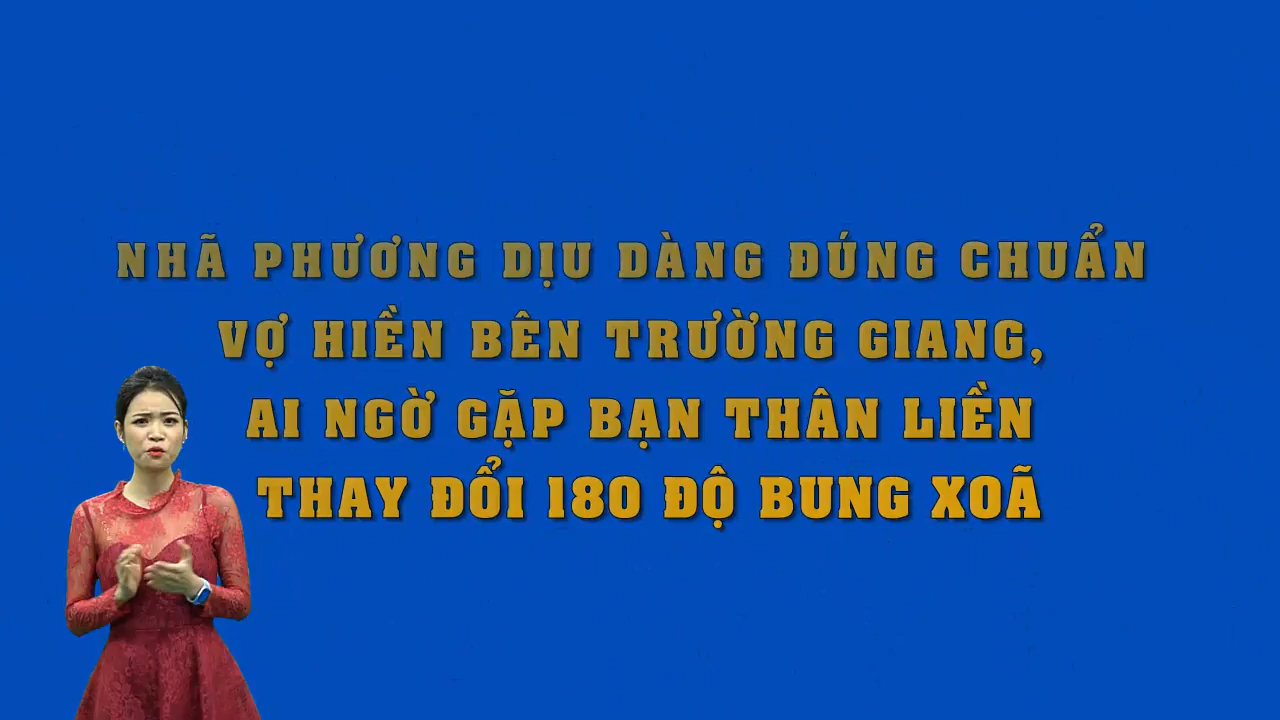 NHÃ PHƯƠNG DỊU DÀNG ĐÚNG CHUẨN
VỢ HIỀN BÊN TRƯỜNG GIANG,
AI NGỜ GẶP BẠN THÂN LIỀN
THAY ĐỔI 180 ĐỘ BUNG XOÃ